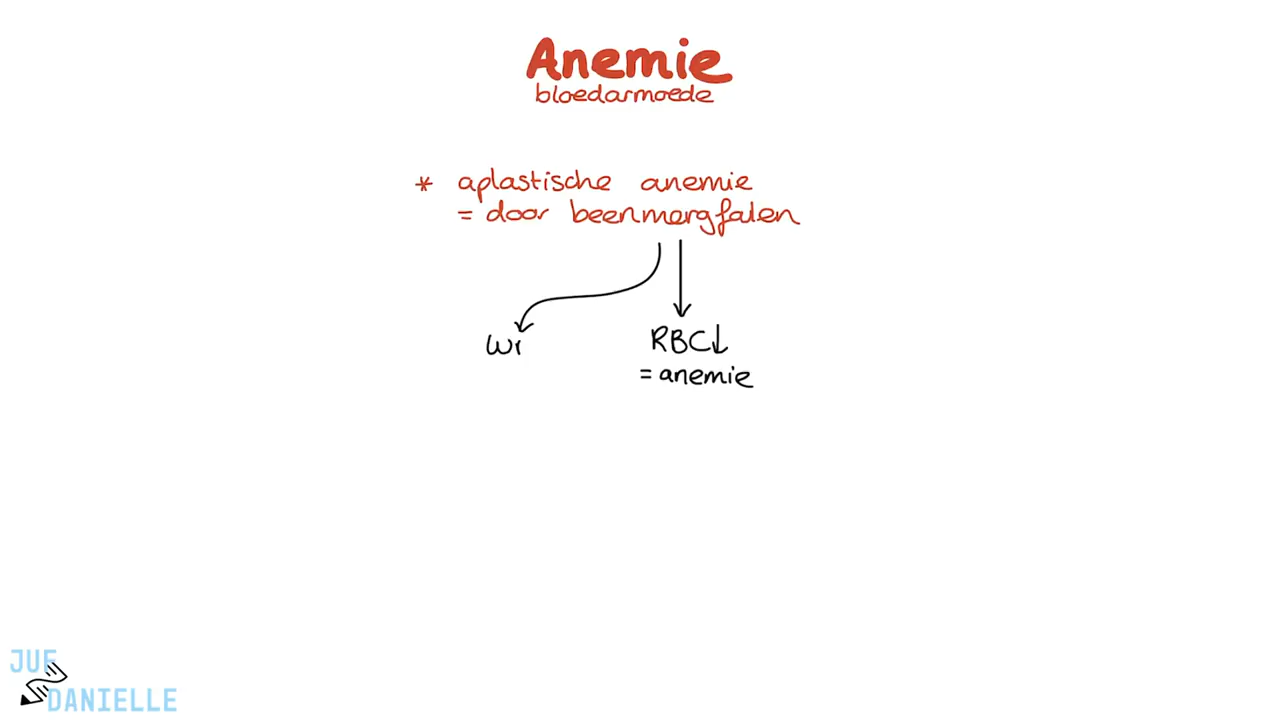 Anemie
bloedarmoede
* aplastische anemie
= door beenmergfalen
Wi
RBC↓
= anemie
JUF
DANIELLE